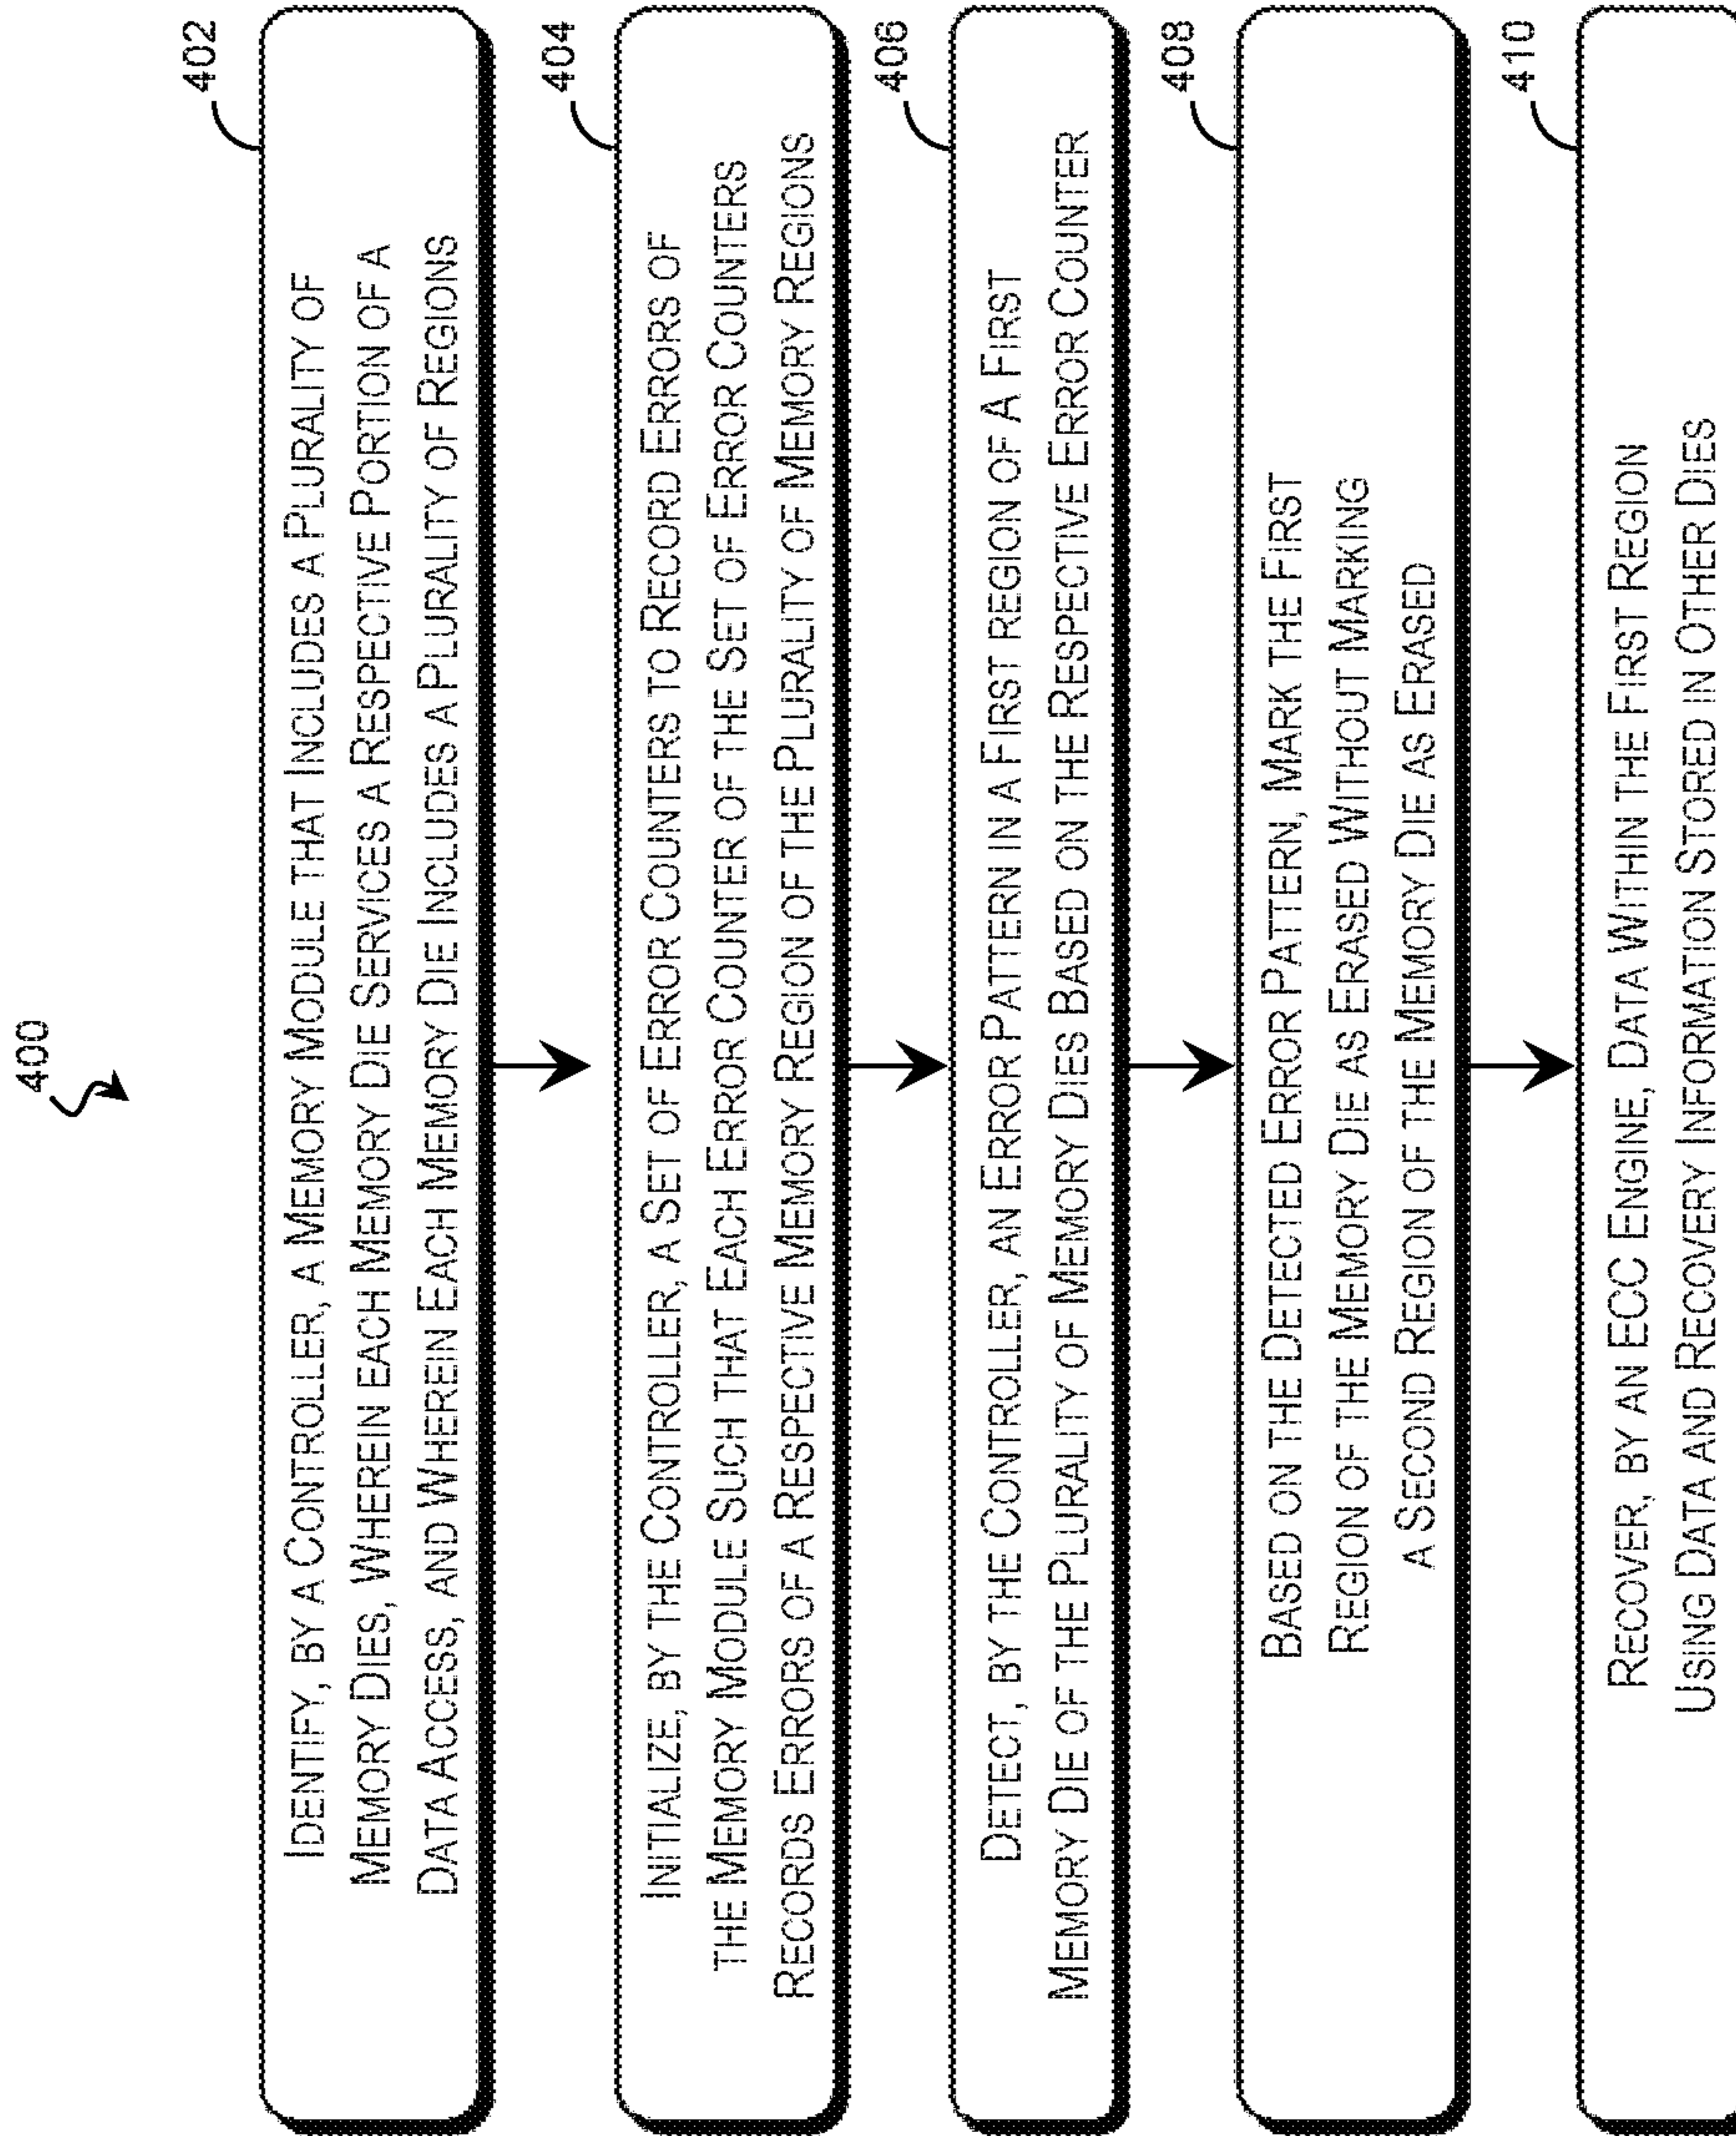 400
402
IDENTIFY, BY A CONTROLLER, A MEMORY MODULE THAT INCLUDES A PLURALITY OF
MEMORY DIES, WHEREIN EACH MEMORY DIE SERVICES A RESPECTIVE PORTION OF A
DATA ACCESS, AND WHEREIN EACH MEMORY DIE INCLUDES A PLURALITY OF REGIONS
404
INITIALIZE, BY THE CONTROLLER, A SET OF ERROR COUNTERS TO RECORD ERRORS OF
THE MEMORY MODULE SUCH THAT EACH ERROR COUNTER OF THE SET OF ERROR COUNTERS
RECORDS ERRORS OF A RESPECTIVE MEMORY REGION OF THE PLURALITY OF MEMORY REGIONS
406
DETECT, BY THE CONTROLLER, AN ERROR PATTERN IN A FIRST REGION OF A FIRST
MEMORY DIE OF THE PLURALITY OF MEMORY DIES BASED ON THE RESPECTIVE ERROR COUNTER
408
BASED ON THE DETECTED ERROR PATTERN, MARK THE FIRST
REGION OF THE MEMORY DIE AS ERASED WITHOUT MARKING
A SECOND REGION OF THE MEMORY DIE AS ERASED
410
RECOVER, BY AN ECC ENGINE, DATA WITHIN THE FIRST REGION
USING DATA AND RECOVERY INFORMATION STORED IN OTHER DIES